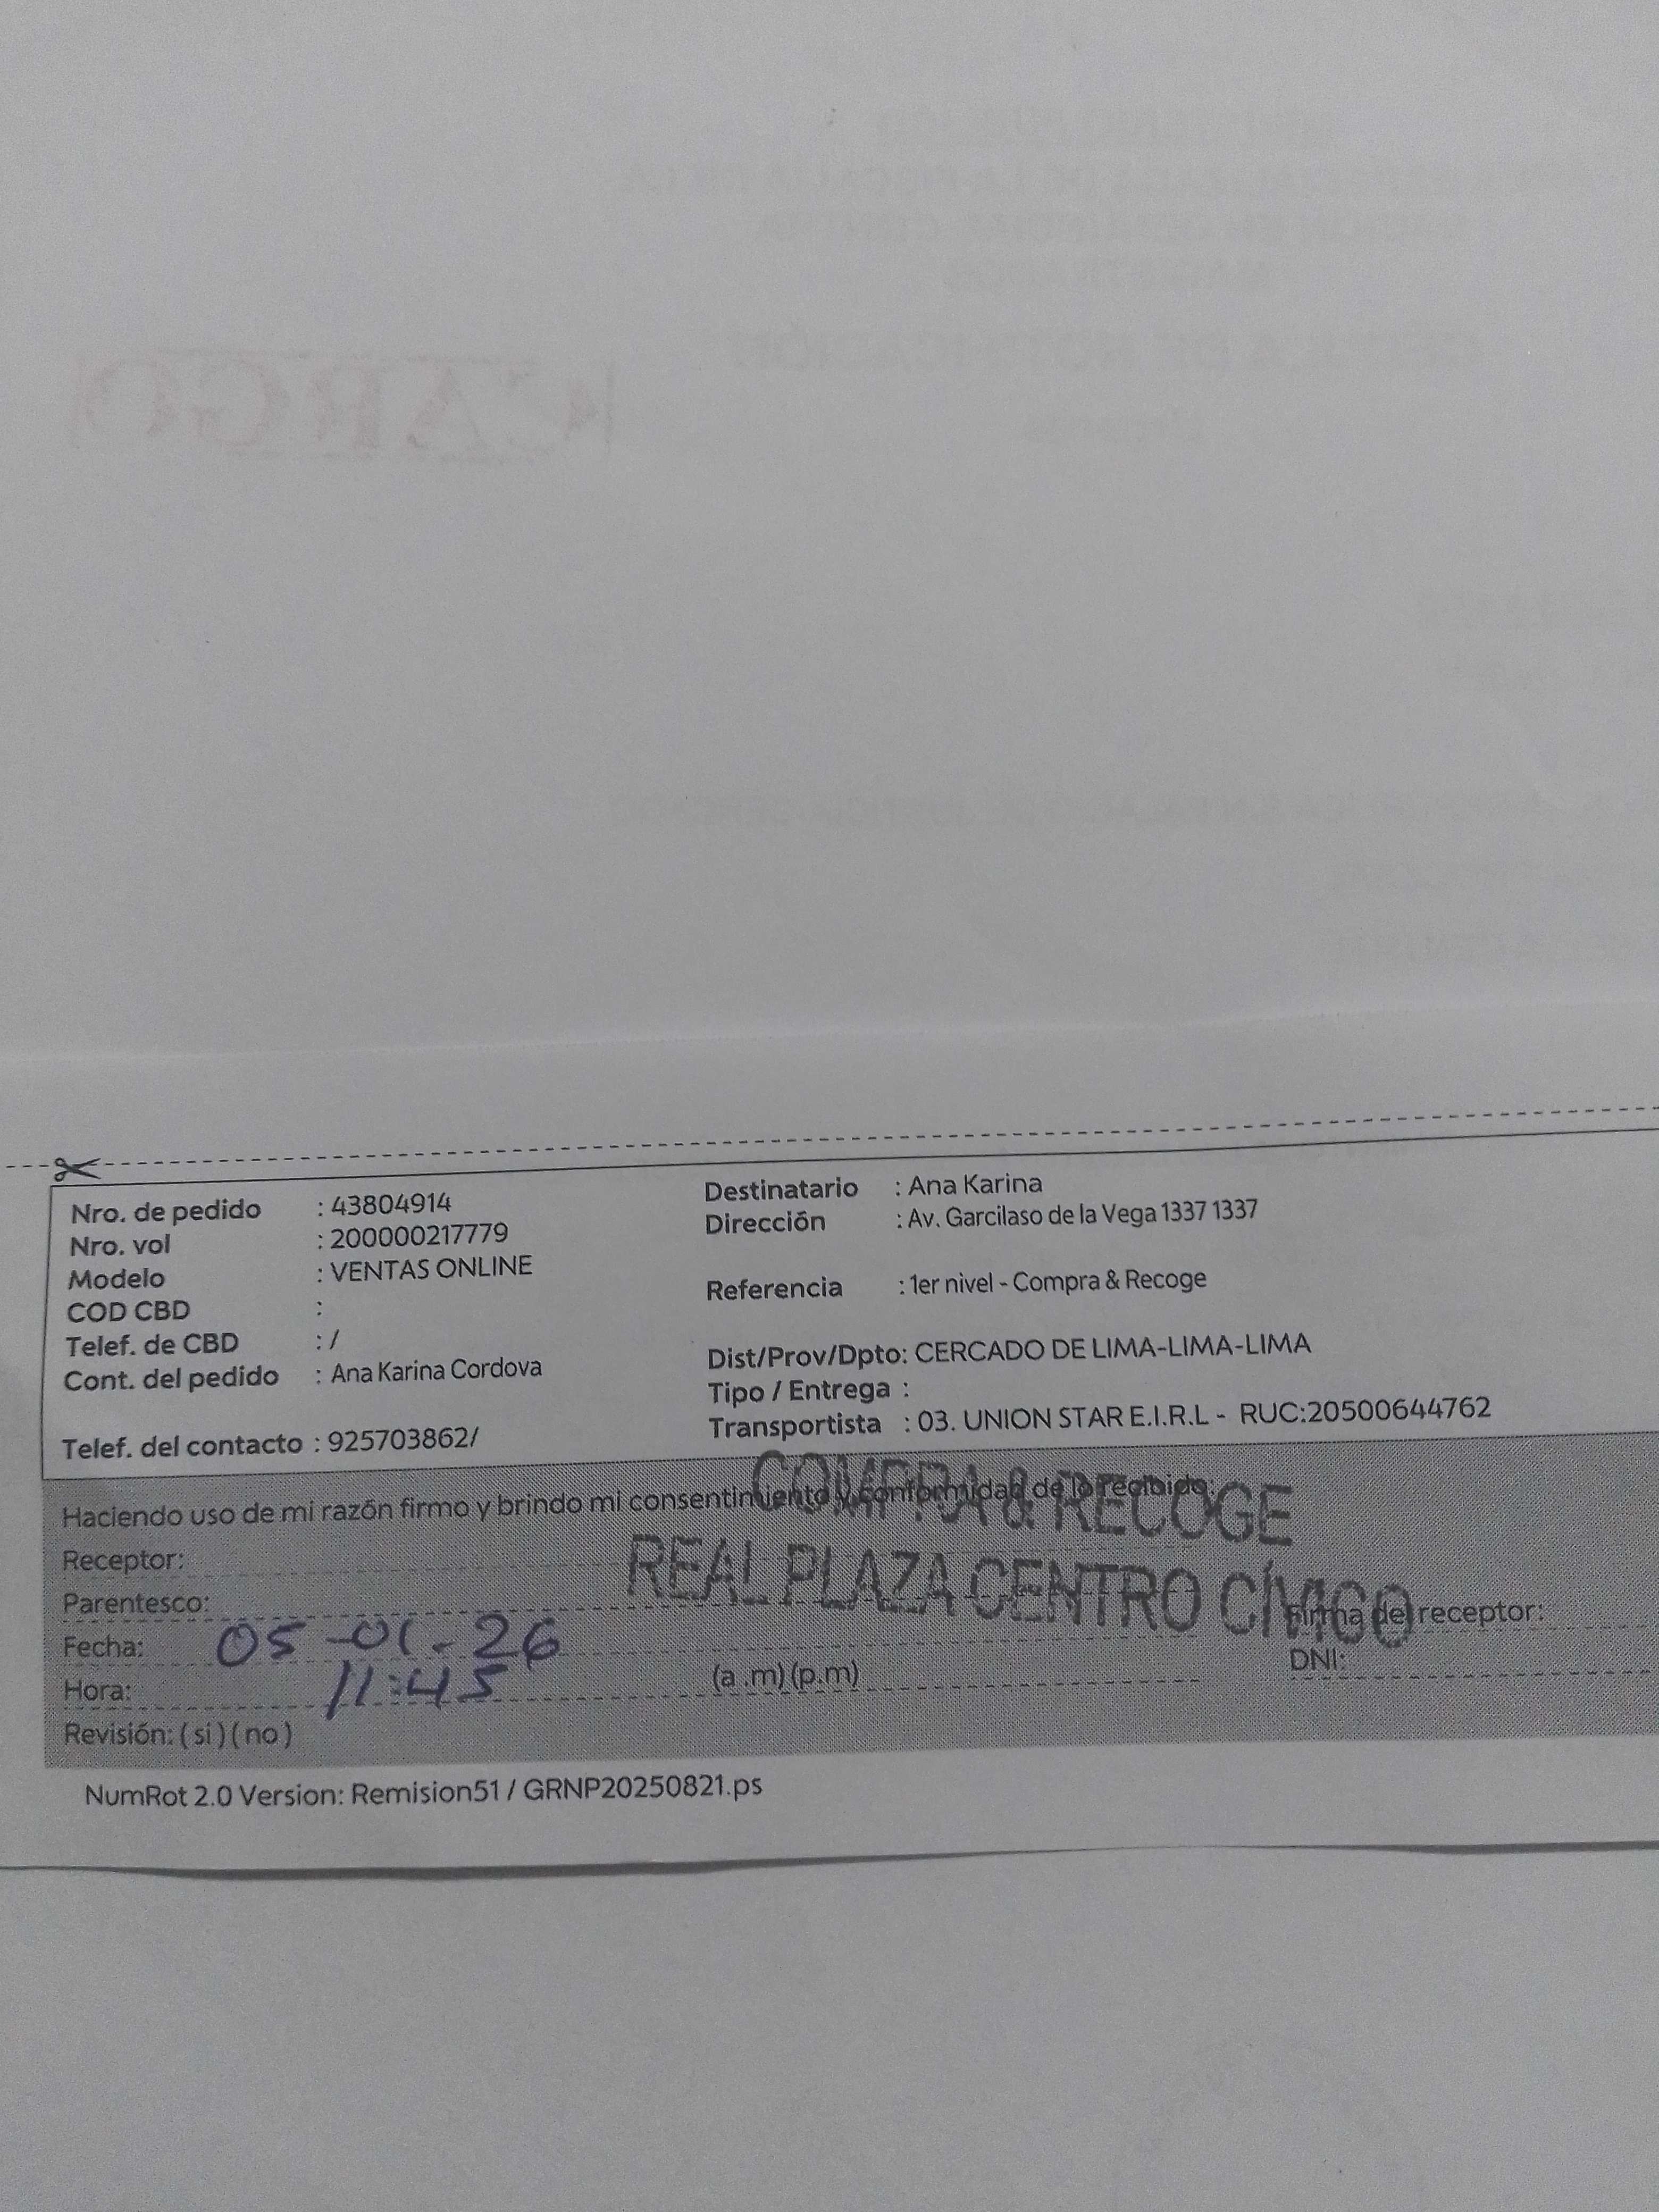 Nro. de pedido : 43804914
Nro. vol : 200000217779
Modelo : VENTAS ONLINE
COD CBD :
Telef. de CBD : /
Cont. del pedido : Ana Karina Cordova
Telef. del contacto : 925703862/
Destinatario : Ana Karina
Dirección : Av. Garcilaso de la Vega 1337 1337
Referencia : 1er nivel - Compra & Recoge
Dist/Prov/Dpto: CERCADO DE LIMA-LIMA-LIMA
Tipo / Entrega :
Transportista : 03. UNION STAR E.I.R.L - RUC:20500644762
Haciendo uso de mi razón firmo y brindo mi consentimiento y conformidad de lo recibido:
COMPRA & RECOGE
REAL PLAZA CENTRO CÍVICO
Receptor:
Parentesco:
Fecha: 05-01-26
Hora: 11:45 (a .m) (p.m)
Revisión: ( si ) ( no )
Firma del receptor:
DNI:
NumRot 2.0 Version: Remision51 / GRNP20250821.ps
CARGO